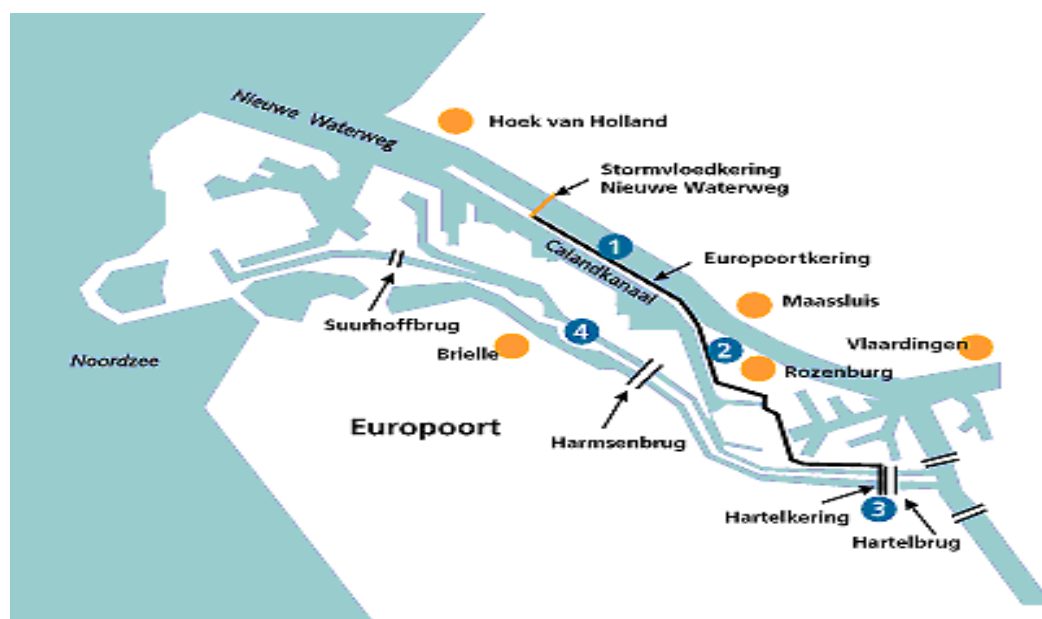 Nieuwe Waterweg
Hoek van Holland
Stormvloedkering
Nieuwe Waterweg
1
Calandkanaal
Europoortkering
Maassluis
Suurhoffbrug
4
2
Vlaardingen
Noordzee
Brielle
Rozenburg
Europoort
Harmsenbrug
Hartelkering
3
Hartelbrug